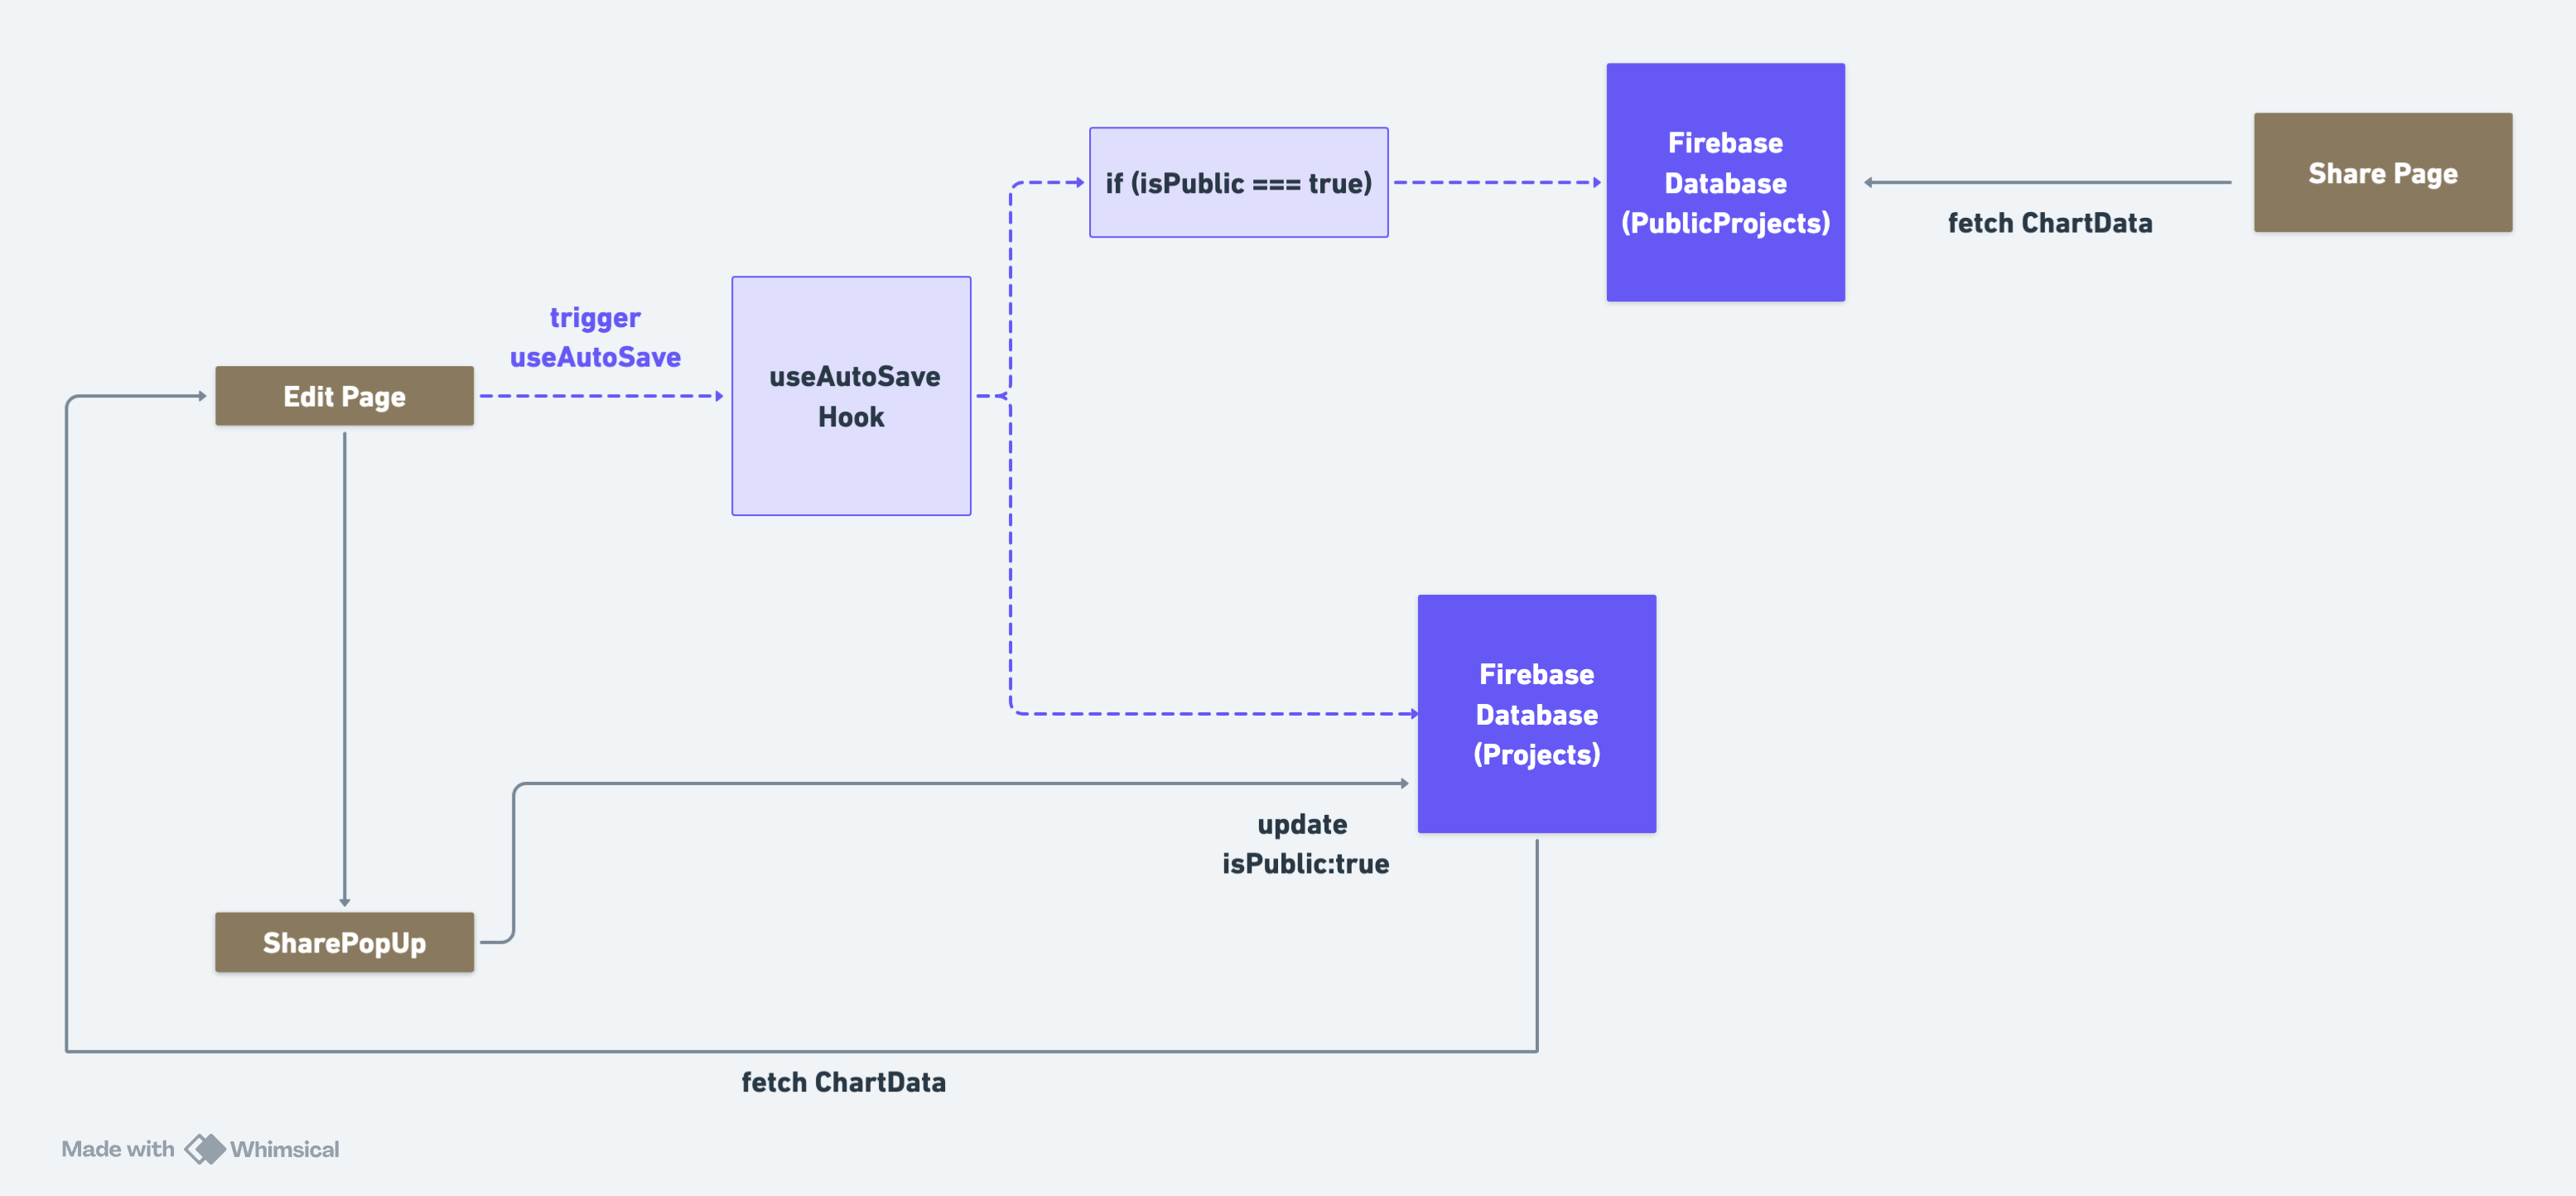 Firebase
Database
(PublicProjects)
if (isPublic === true)
Share Page
fetch ChartData
trigger
useAutoSave
useAutoSave
Hook
Edit Page
Firebase
Database
(Projects)
update
isPublic:true
SharePopUp
fetch ChartData
Made with Whimsical